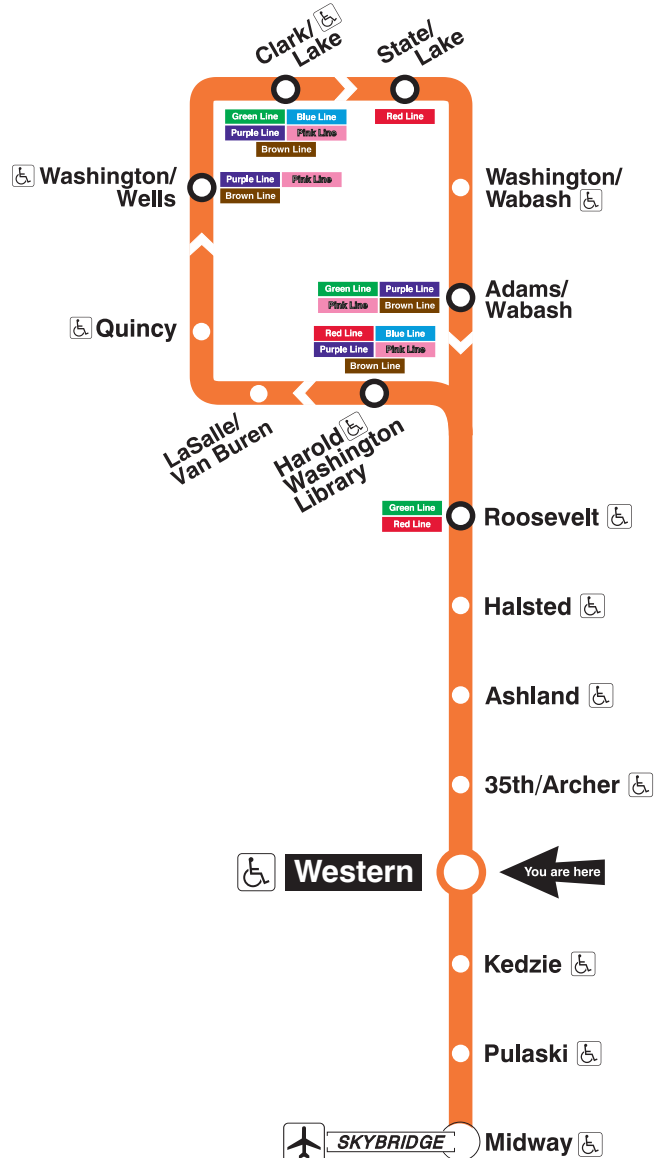 Clark/
Lake
State/
Lake
Green Line
Blue Line
Purple Line
Pink Line
Brown Line
Red Line
Washington/
Wells
Purple Line
Pink Line
Brown Line
Washington/
Wabash
Green Line
Purple Line
Pink Line
Brown Line
Adams/
Wabash
Quincy
Red Line
Blue Line
Purple Line
Pink Line
Brown Line
LaSalle/
Van Buren
Harold
Washington
Library
Green Line
Red Line
Roosevelt
Halsted
Ashland
35th/Archer
Western
You are here
Kedzie
Pulaski
SKYBRIDGE
Midway